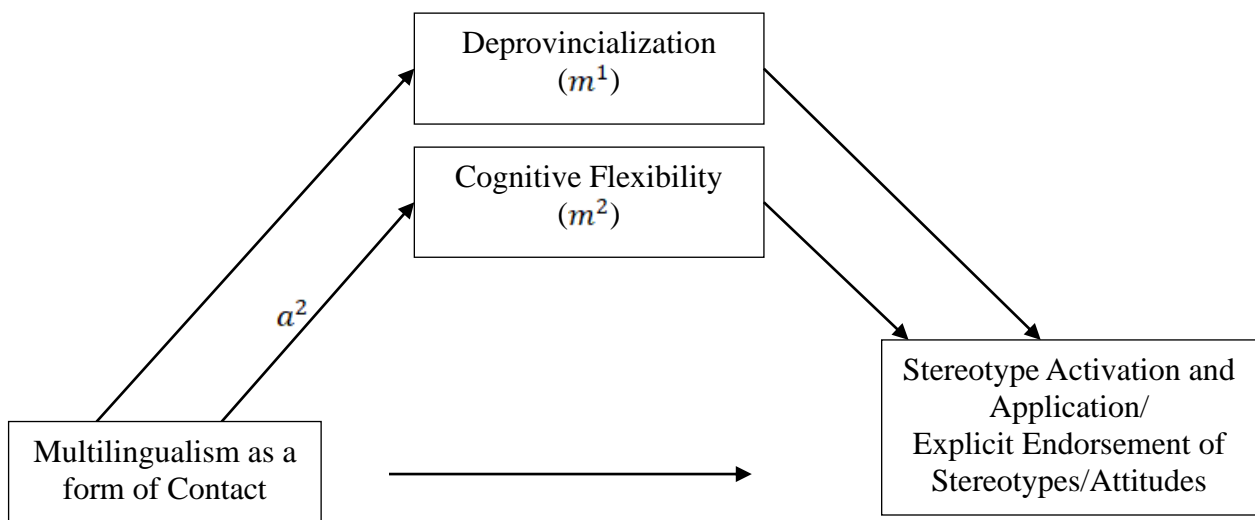 Deprovincialization
(m¹)
Cognitive Flexibility
(m²)
a²
Multilingualism as a
form of Contact
Stereotype Activation and
Application/
Explicit Endorsement of
Stereotypes/Attitudes